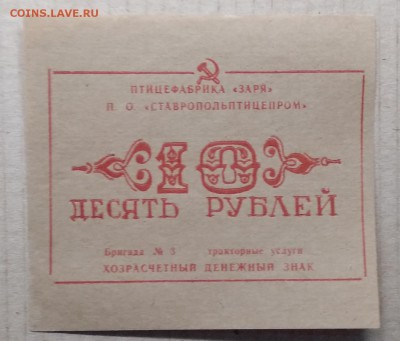 COINS.LAVE.RU
ПТИЦЕФАБРИКА «ЗАРЯ»
П. О. «СТАВРОПОЛЬПТИЦЕПРОМ»
10
ДЕСЯТЬ РУБЛЕЙ
Бригада № 5 тракторные услуги
ХОЗРАСЧЕТНЫЙ ДЕНЕЖНЫЙ ЗНАК